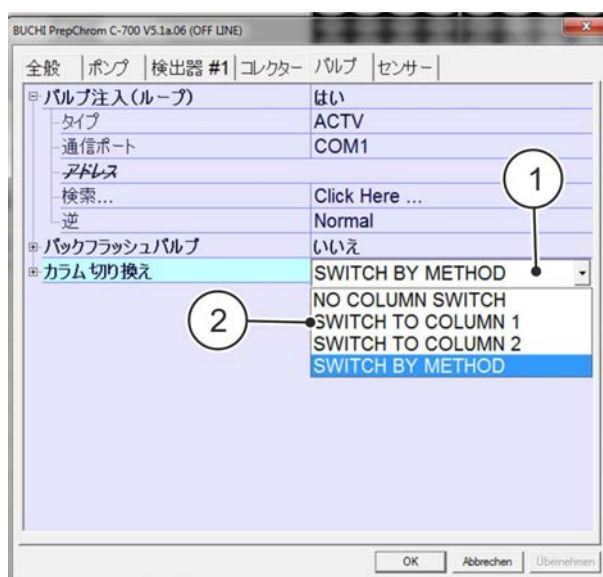 BUCHI PrepChrom C-700 V5.1a.06 (OFF LINE)
全般 ポンプ 検出器 #1 コレクター バルブ センサー
バルブ注入(ループ) はい
タイプ ACTV
通信ポート COM1
アドレス
検索... Click Here ...
逆 Normal
バックフラッシュバルブ いいえ
カラム切り換え SWITCH BY METHOD
NO COLUMN SWITCH
SWITCH TO COLUMN 1
SWITCH TO COLUMN 2
SWITCH BY METHOD
1
2
OK Abbrechen Übernehmen